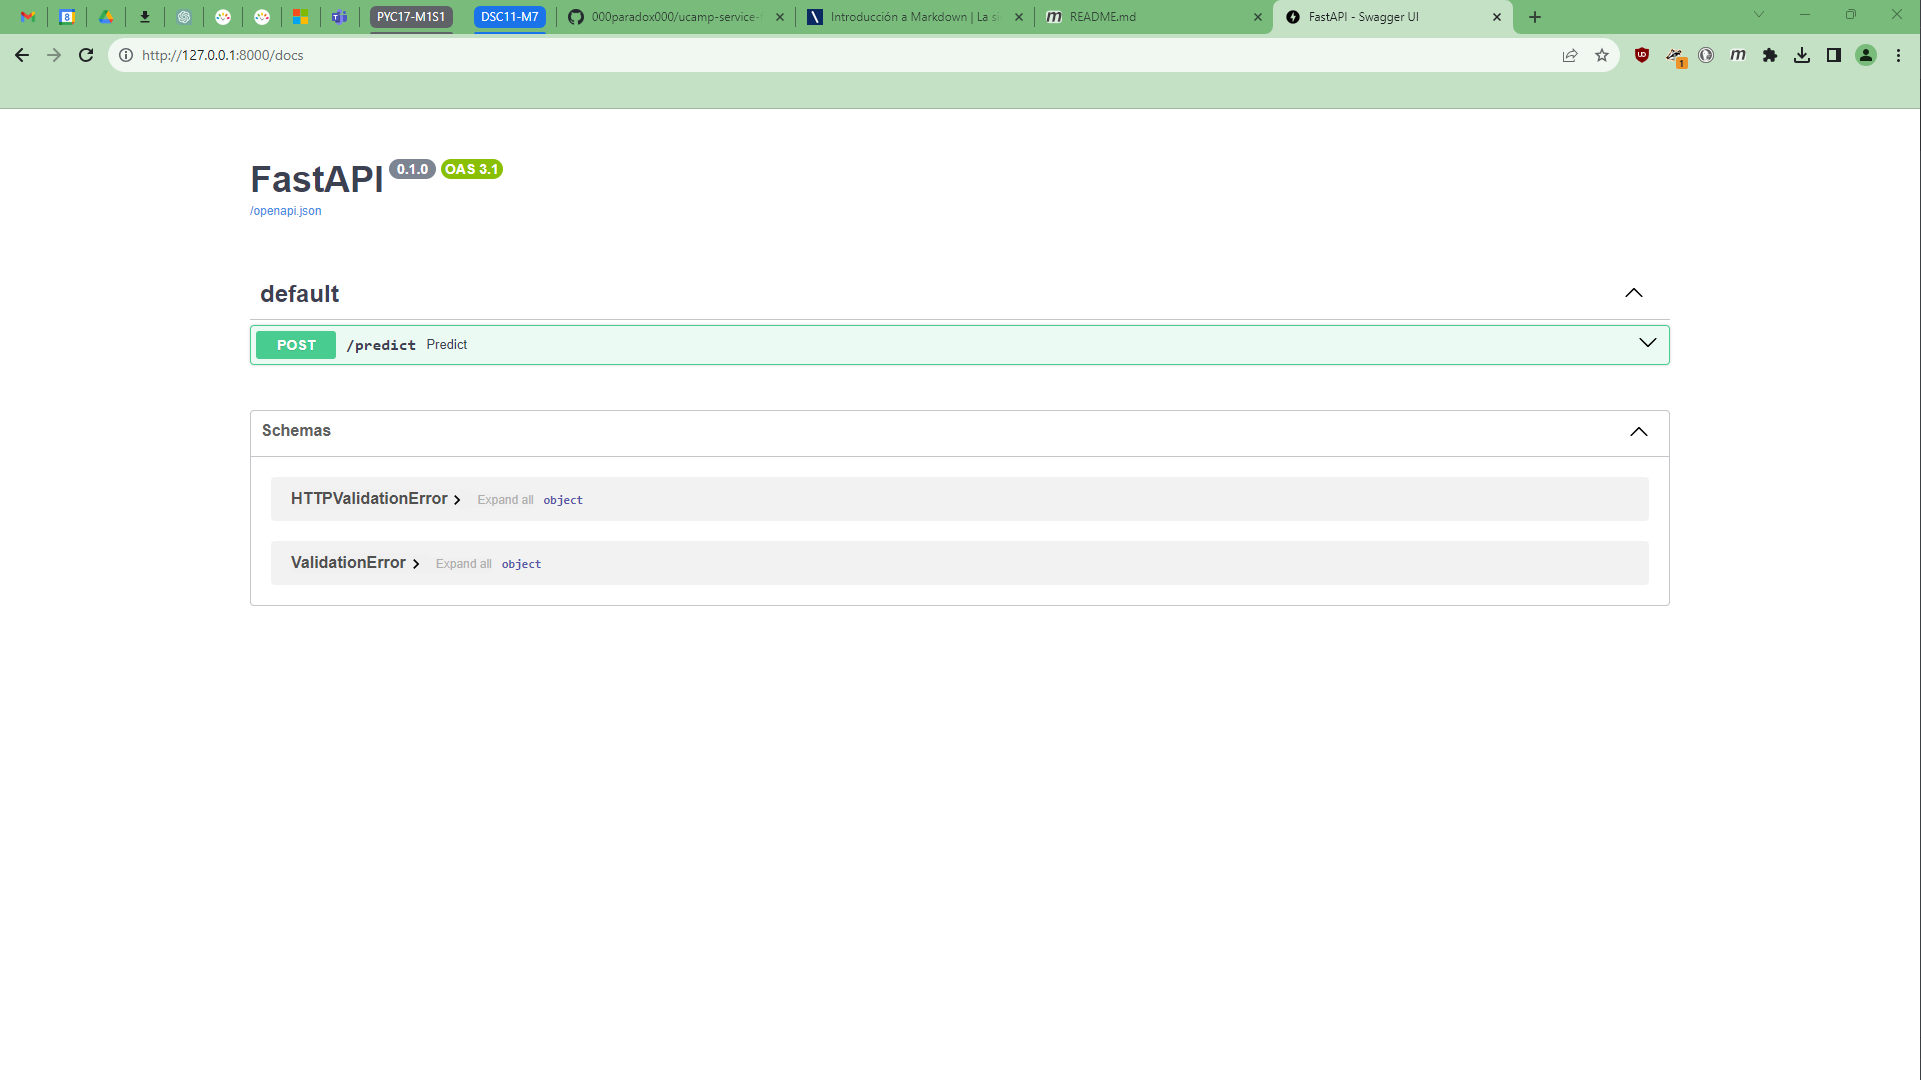 PYC17-M1S1
DSC11-M7
000paradox000/ucamp-service-
Introducción a Markdown | La si
README.md
FastAPI - Swagger UI
http://127.0.0.1:8000/docs
1
FastAPI 0.1.0 OAS 3.1
/openapi.json
default
POST /predict Predict
Schemas
HTTPValidationError Expand all object
ValidationError Expand all object